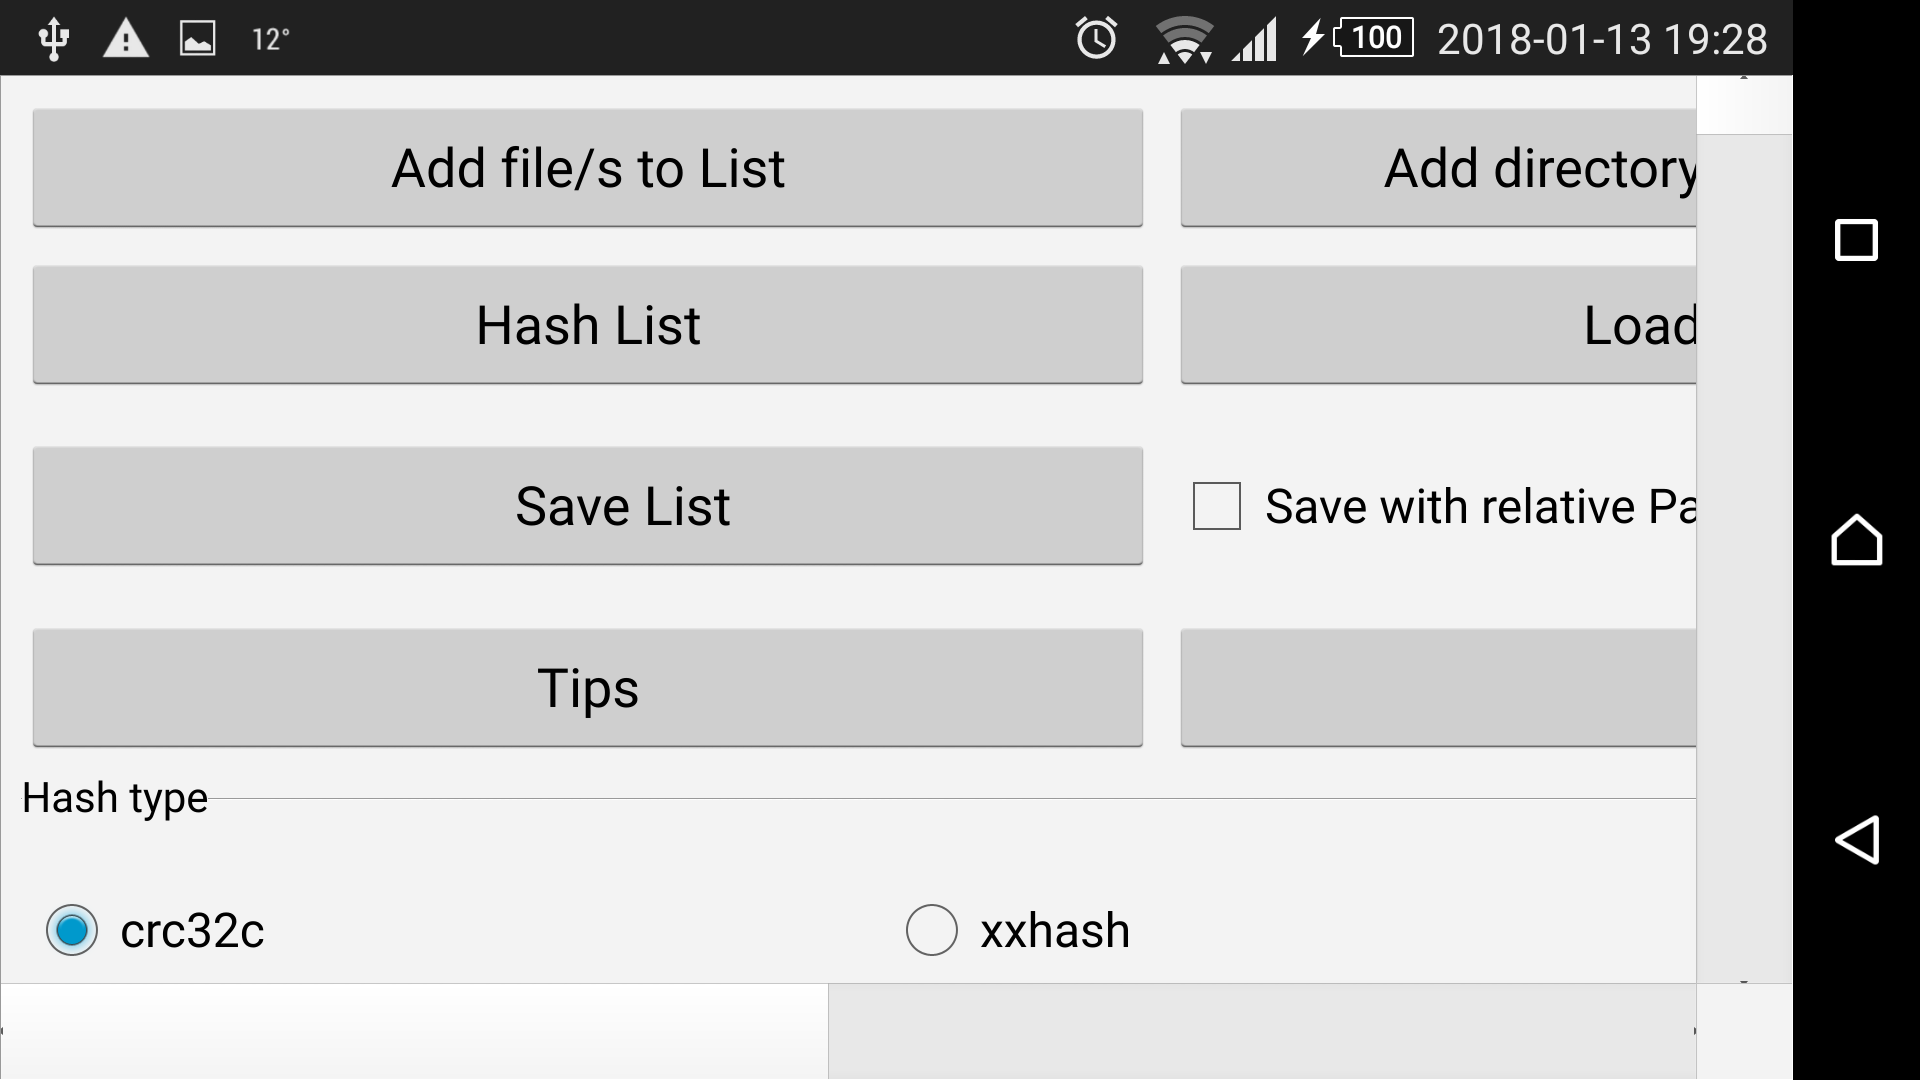 12° 100 2018-01-13 19:28
Add file/s to List Add directory
Hash List Load
Save List Save with relative Pa
Tips
Hash type
crc32c xxhash